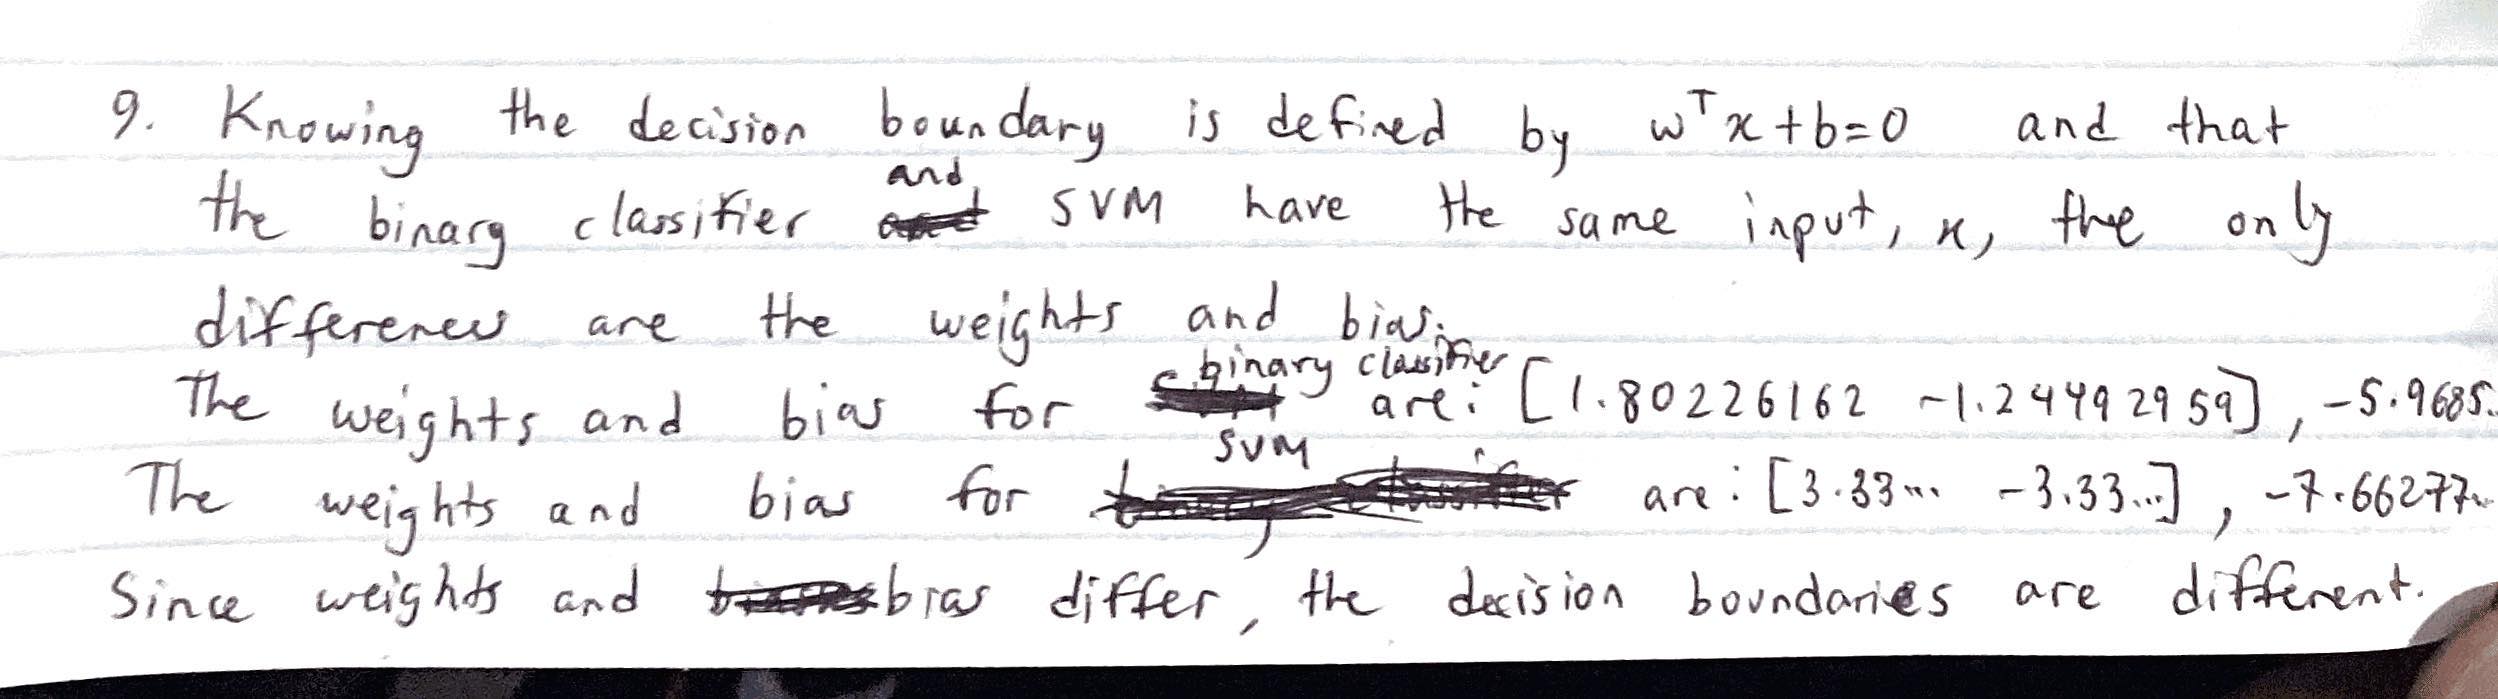 9. Knowing the decision boundary is defined by wᵀx+b=0 and that
the binary classifier and SVM have the same input, x, the only
differences are the weights and bias.
The weights and bias for binary classifier are: [1.80226162 -1.24492959], -5.9685..
The weights and bias for SVM are: [3.33... -3.33...], -7.66277...
Since weights and bias differ, the decision boundaries are different.